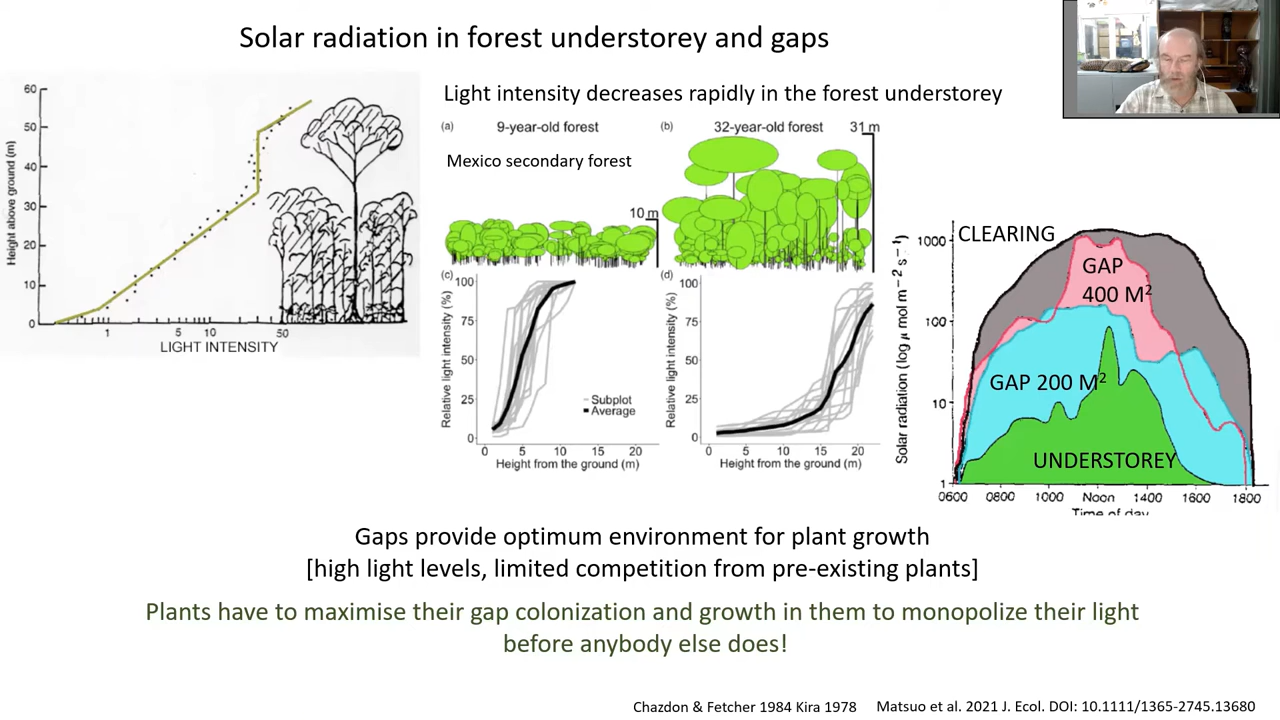 Solar radiation in forest understorey and gaps
Light intensity decreases rapidly in the forest understorey
Height above ground (m)
60
50
40
30
20
10
0
1
5
10
50
LIGHT INTENSITY
(a) 9-year-old forest
Mexico secondary forest
10 m
(b) 32-year-old forest
31 m
(c)
Relative light intensity (%)
100
75
50
25
0
Subplot
Average
0 5 10 15 20
Height from the ground (m)
(d)
Relative light intensity (%)
100
75
50
25
0
0 5 10 15 20
Height from the ground (m)
Solar radiation (log μ mol m⁻² s⁻¹)
1000
100
10
1
CLEARING
GAP
400 M²
GAP 200 M²
UNDERSTOREY
0600 0800 1000 Noon 1400 1600 1800
Time of day
Gaps provide optimum environment for plant growth
[high light levels, limited competition from pre-existing plants]
Plants have to maximise their gap colonization and growth in them to monopolize their light
before anybody else does!
Chazdon & Fetcher 1984 Kira 1978
Matsuo et al. 2021 J. Ecol. DOI: 10.1111/1365-2745.13680